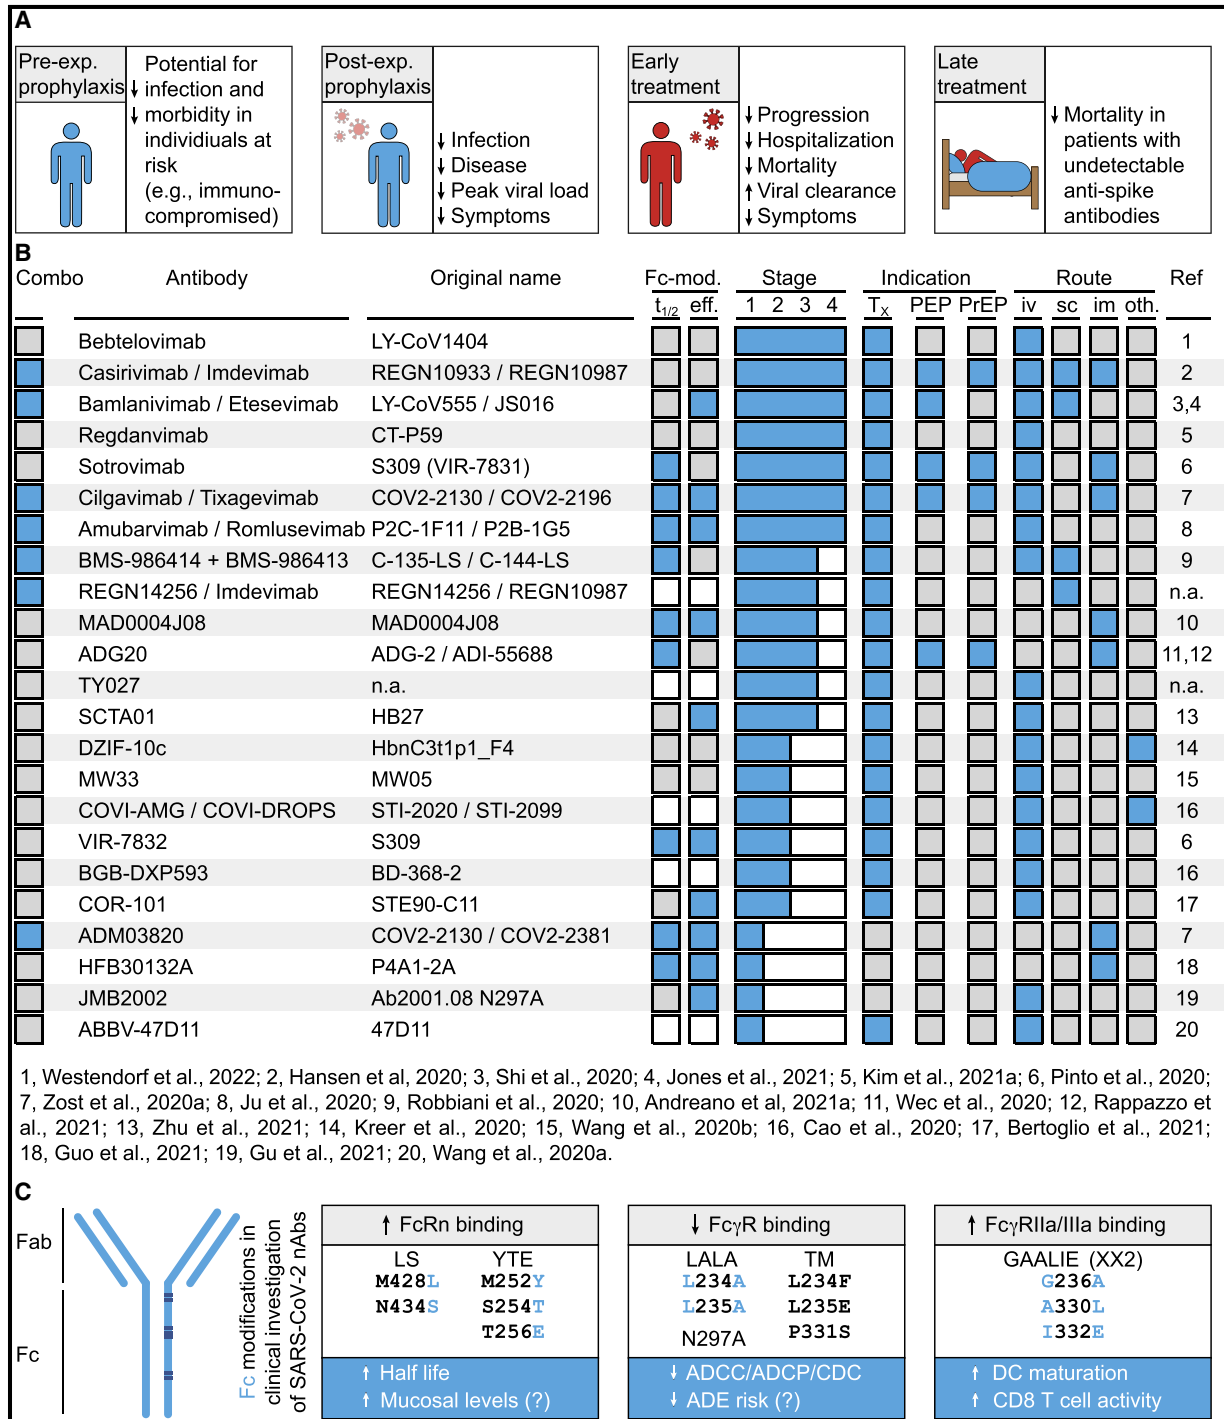 A
Pre-exp.
prophylaxis
Potential for
↓ infection and
↓ morbidity in
individiuals at
risk
(e.g., immuno-
compromised)
Post-exp.
prophylaxis
↓ Infection
↓ Disease
↓ Peak viral load
↓ Symptoms
Early
treatment
↓ Progression
↓ Hospitalization
↓ Mortality
↑ Viral clearance
↓ Symptoms
Late
treatment
↓ Mortality in
patients with
undetectable
anti-spike
antibodies
B
Combo Antibody Original name Fc-mod. Stage Indication Route Ref
t1/2 eff. 1 2 3 4 TX PEP PrEP iv sc im oth.
Bebtelovimab LY-CoV1404 1
Casirivimab / Imdevimab REGN10933 / REGN10987 2
Bamlanivimab / Etesevimab LY-CoV555 / JS016 3,4
Regdanvimab CT-P59 5
Sotrovimab S309 (VIR-7831) 6
Cilgavimab / Tixagevimab COV2-2130 / COV2-2196 7
Amubarvimab / Romlusevimab P2C-1F11 / P2B-1G5 8
BMS-986414 + BMS-986413 C-135-LS / C-144-LS 9
REGN14256 / Imdevimab REGN14256 / REGN10987 n.a.
MAD0004J08 MAD0004J08 10
ADG20 ADG-2 / ADI-55688 11,12
TY027 n.a. n.a.
SCTA01 HB27 13
DZIF-10c HbnC3t1p1_F4 14
MW33 MW05 15
COVI-AMG / COVI-DROPS STI-2020 / STI-2099 16
VIR-7832 S309 6
BGB-DXP593 BD-368-2 16
COR-101 STE90-C11 17
ADM03820 COV2-2130 / COV2-2381 7
HFB30132A P4A1-2A 18
JMB2002 Ab2001.08 N297A 19
ABBV-47D11 47D11 20
1, Westendorf et al., 2022; 2, Hansen et al, 2020; 3, Shi et al., 2020; 4, Jones et al., 2021; 5, Kim et al., 2021a; 6, Pinto et al., 2020;
7, Zost et al., 2020a; 8, Ju et al., 2020; 9, Robbiani et al., 2020; 10, Andreano et al, 2021a; 11, Wec et al., 2020; 12, Rappazzo et
al., 2021; 13, Zhu et al., 2021; 14, Kreer et al., 2020; 15, Wang et al., 2020b; 16, Cao et al., 2020; 17, Bertoglio et al., 2021;
18, Guo et al., 2021; 19, Gu et al., 2021; 20, Wang et al., 2020a.
C
Fab
Fc
Fc modifications in
clinical investigation
of SARS-CoV-2 nAbs
↑ FcRn binding
LS YTE
M428L M252Y
N434S S254T
T256E
↑ Half life
↑ Mucosal levels (?)
↓ FcγR binding
LALA TM
L234A L234F
L235A L235E
N297A P331S
↓ ADCC/ADCP/CDC
↓ ADE risk (?)
↑ FcγRIIa/IIIa binding
GAALIE (XX2)
G236A
A330L
I332E
↑ DC maturation
↑ CD8 T cell activity